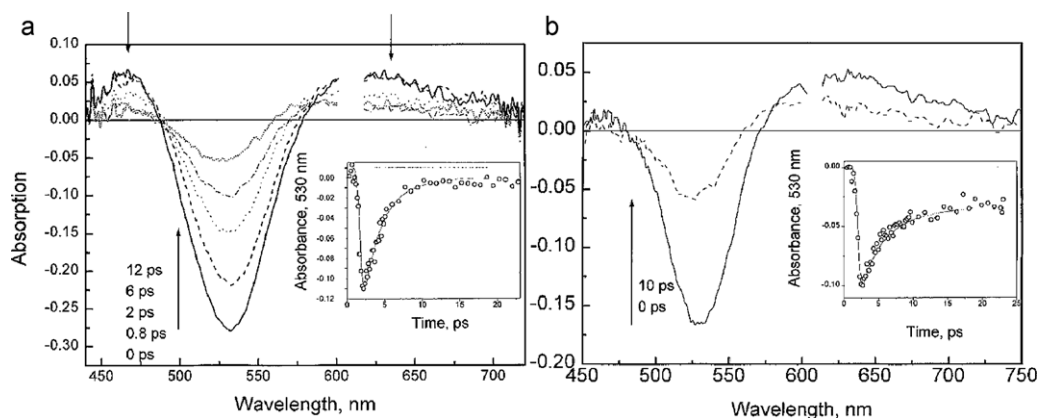 a
0.10
0.05
0.00
-0.05
-0.10
-0.15
-0.20
-0.25
-0.30
Absorption
12 ps
6 ps
2 ps
0.8 ps
0 ps
450 500 550 600 650 700
Wavelength, nm
Absorbance, 530 nm
0.00
-0.02
-0.04
-0.06
-0.08
-0.10
-0.12
0 5 10 15 20
Time, ps
b
0.05
0.00
-0.05
-0.10
-0.15
-0.20
10 ps
0 ps
450 500 550 600 650 700 750
Wavelength, nm
Absorbance, 530 nm
0.00
-0.05
-0.10
0 5 10 15 20 25
Time, ps